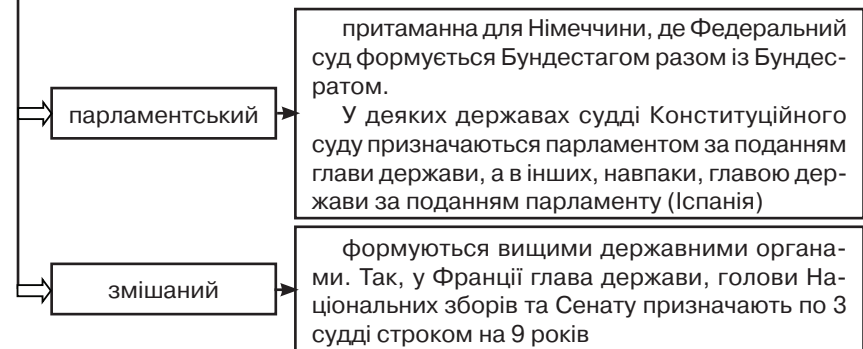 парламентський
притаманна для Німеччини, де Федеральний
суд формується Бундестагом разом із Бундес-
ратом.
У деяких державах судді Конституційного
суду призначаються парламентом за поданням
глави держави, а в інших, навпаки, главою дер-
жави за поданням парламенту (Іспанія)
змішаний
формуються вищими державними органа-
ми. Так, у Франції глава держави, голови На-
ціональних зборів та Сенату призначають по 3
судді строком на 9 років